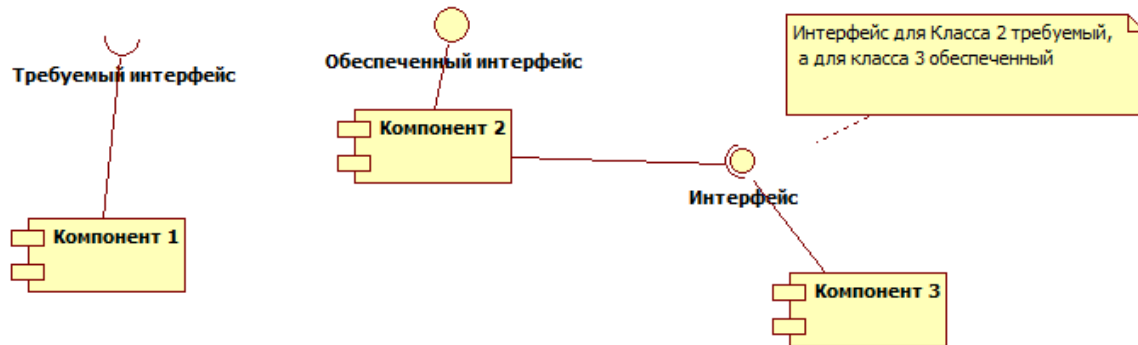 Требуемый интерфейс
Обеспеченный интерфейс
Интерфейс для Класса 2 требуемый,
а для класса 3 обеспеченный
Компонент 2
Интерфейс
Компонент 1
Компонент 3